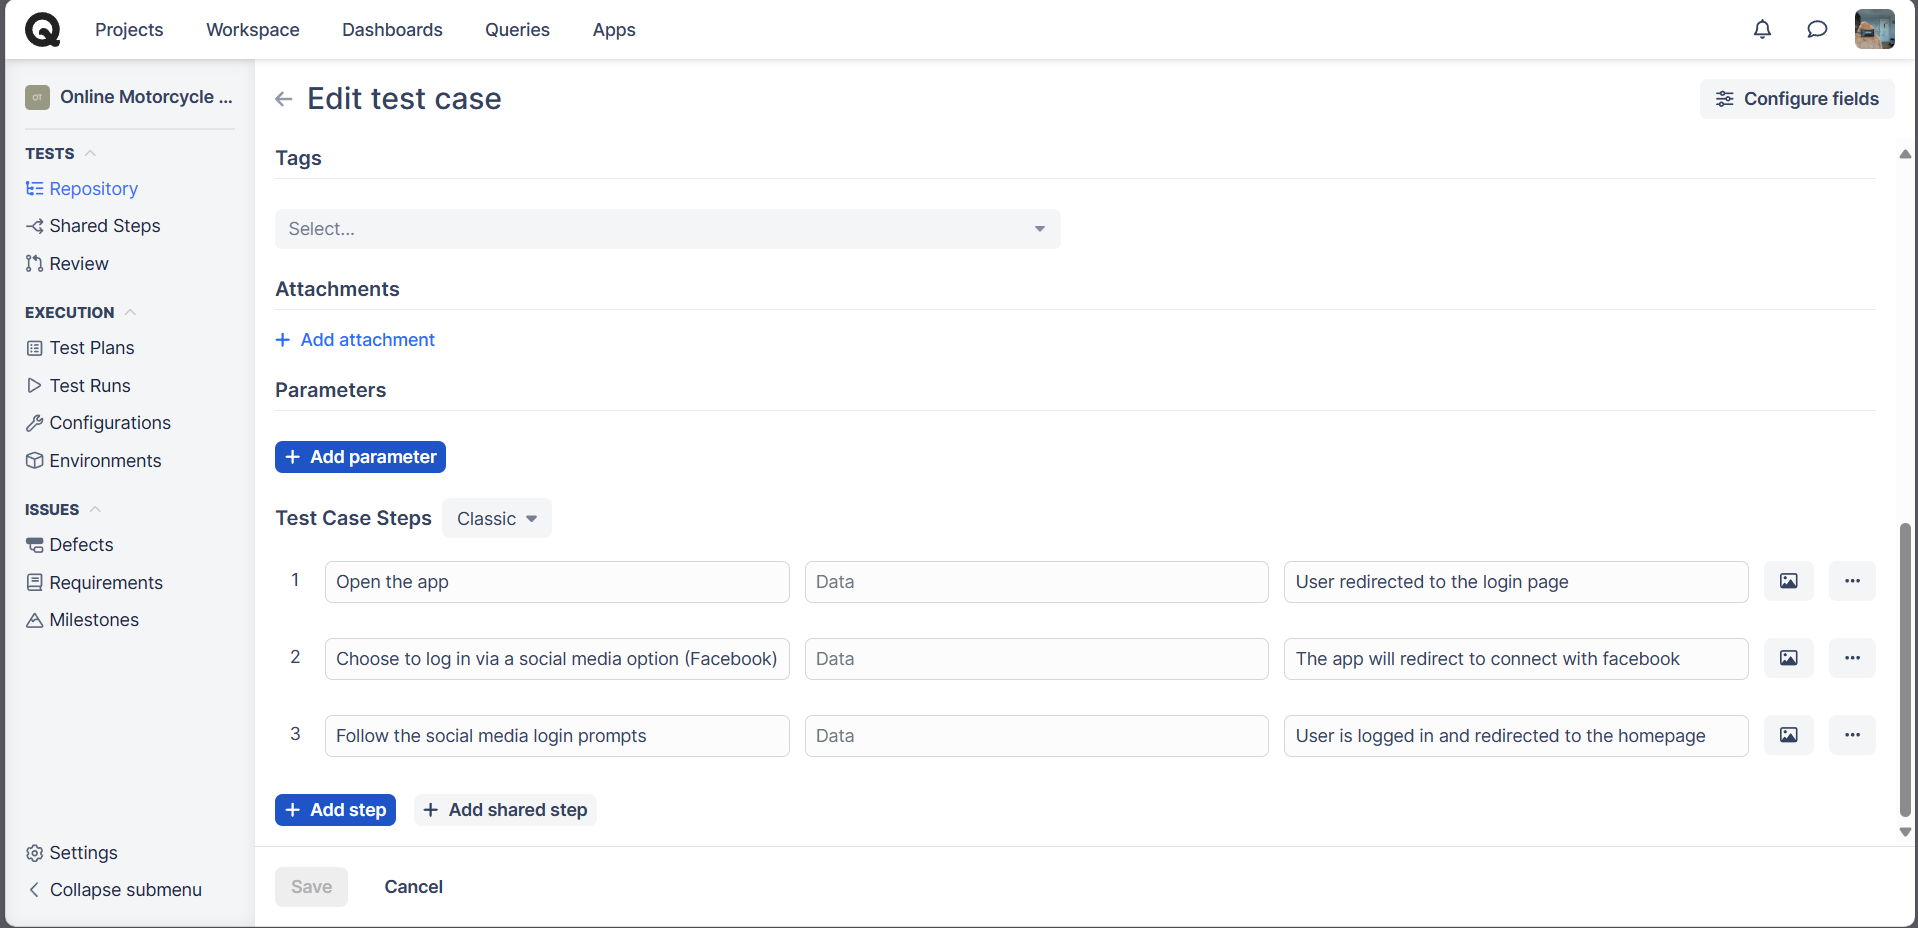 Projects Workspace Dashboards Queries Apps
OT Online Motorcycle ...
TESTS
Repository
Shared Steps
Review
EXECUTION
Test Plans
Test Runs
Configurations
Environments
ISSUES
Defects
Requirements
Milestones
Settings
Collapse submenu
Edit test case
Configure fields
Tags
Select...
Attachments
+ Add attachment
Parameters
+ Add parameter
Test Case Steps Classic
1 Open the app Data User redirected to the login page
2 Choose to log in via a social media option (Facebook) Data The app will redirect to connect with facebook
3 Follow the social media login prompts Data User is logged in and redirected to the homepage
+ Add step + Add shared step
Save Cancel